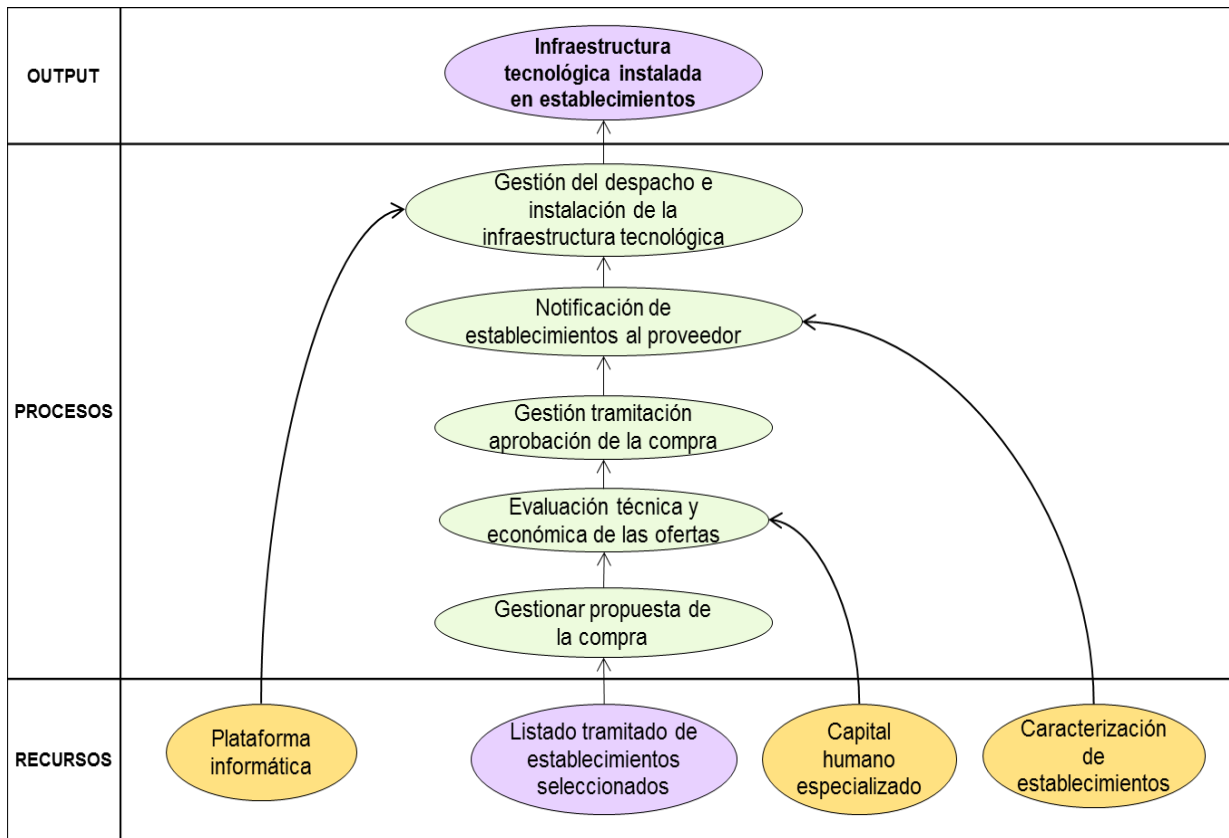 OUTPUT
Infraestructura
tecnológica instalada
en establecimientos
PROCESOS
Gestión del despacho e
instalación de la
infraestructura tecnológica
Notificación de
establecimientos al proveedor
Gestión tramitación
aprobación de la compra
Evaluación técnica y
económica de las ofertas
Gestionar propuesta de
la compra
RECURSOS
Plataforma
informática
Listado tramitado de
establecimientos
seleccionados
Capital
humano
especializado
Caracterización
de
establecimientos